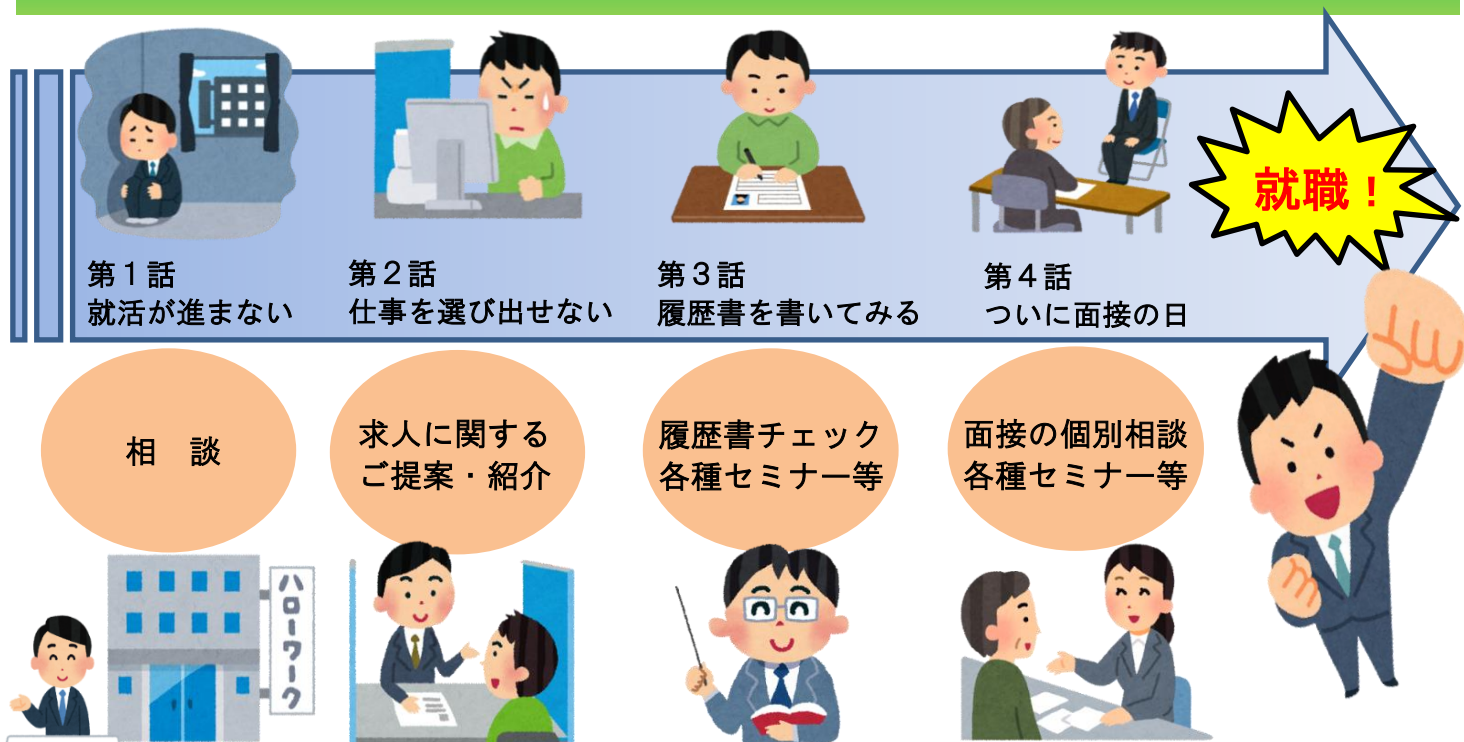 就職！
第１話
就活が進まない
第２話
仕事を選び出せない
第３話
履歴書を書いてみる
第４話
ついに面接の日
相　談
求人に関する
ご提案・紹介
履歴書チェック
各種セミナー等
面接の個別相談
各種セミナー等
ハローワーク